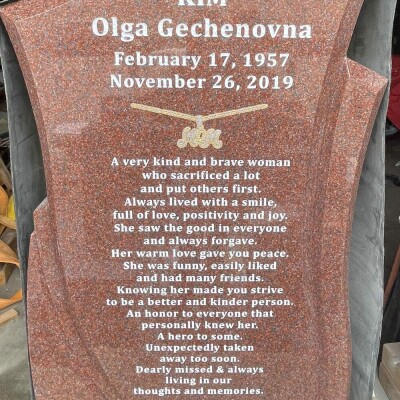 KIM
Olga Gechenovna
February 17, 1957
November 26, 2019
MOM
A very kind and brave woman
who sacrificed a lot
and put others first.
Always lived with a smile,
full of love, positivity and joy.
She saw the good in everyone
and always forgave.
Her warm love gave you peace.
She was funny, easily liked
and had many friends.
Knowing her made you strive
to be a better and kinder person.
An honor to everyone that
personally knew her.
A hero to some.
Unexpectedly taken
away too soon.
Dearly missed & always
living in our
thoughts and memories.